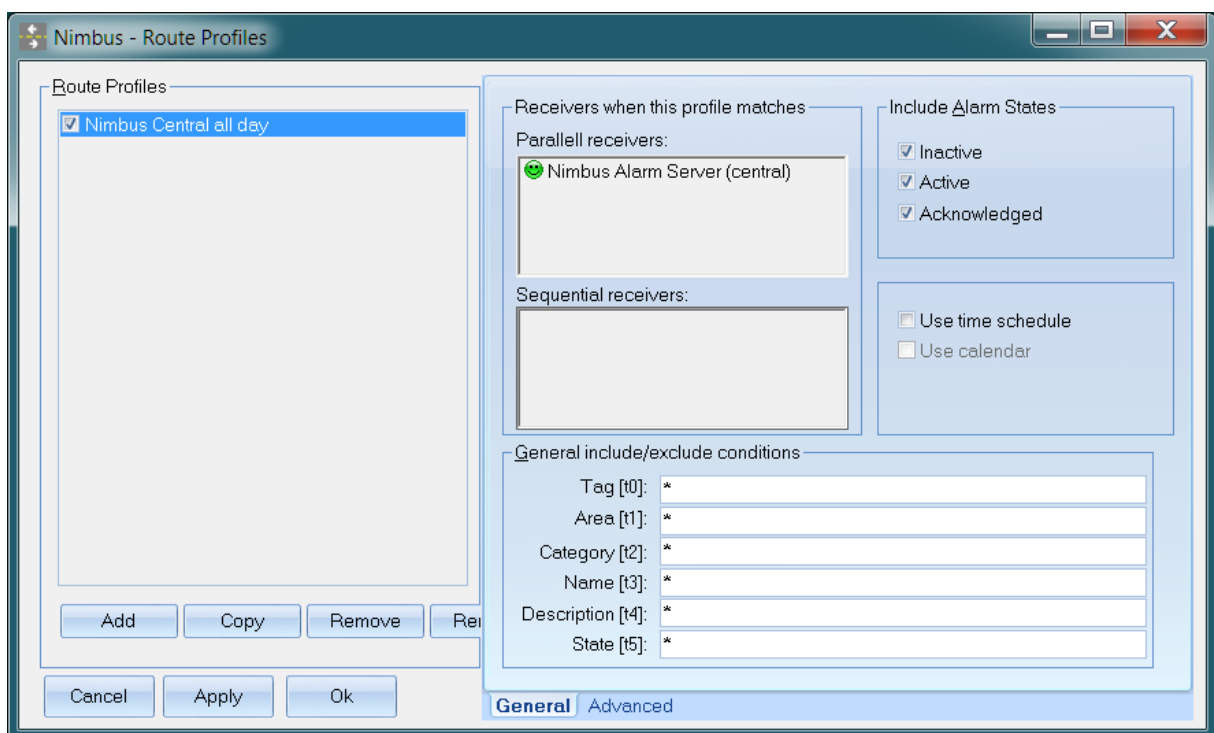 Nimbus - Route Profiles
Route Profiles
Nimbus Central all day
Add Copy Remove
Cancel Apply Ok
Receivers when this profile matches
Parallell receivers:
Nimbus Alarm Server (central)
Sequential receivers:
Include Alarm States
Inactive
Active
Acknowledged
Use time schedule
Use calendar
General include/exclude conditions
Tag [t0]: *
Area [t1]: *
Category [t2]: *
Name [t3]: *
Description [t4]: *
State [t5]: *
General Advanced